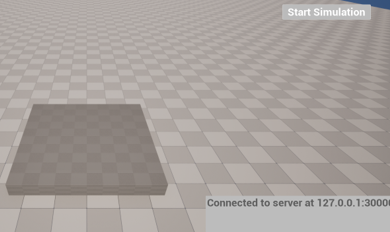 Start Simulation
Connected to server at 127.0.0.1:3000